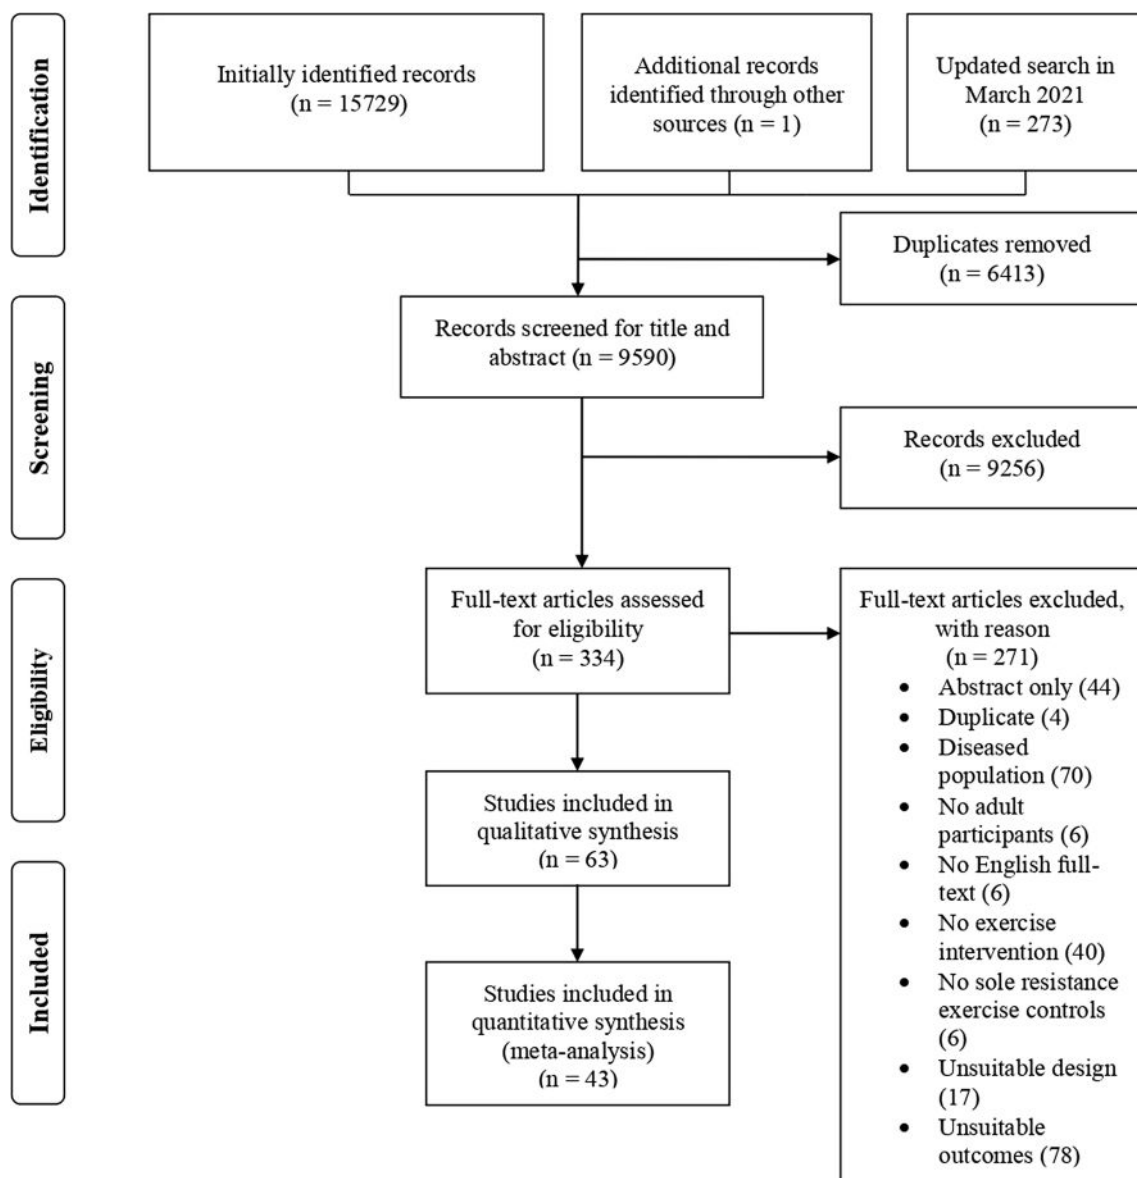 Identification
Initially identified records
(n = 15729)
Additional records
identified through other
sources (n = 1)
Updated search in
March 2021
(n = 273)
Duplicates removed
(n = 6413)
Screening
Records screened for title and
abstract (n = 9590)
Records excluded
(n = 9256)
Eligibility
Full-text articles assessed
for eligibility
(n = 334)
Full-text articles excluded,
with reason
(n = 271)
• Abstract only (44)
• Duplicate (4)
• Diseased
population (70)
• No adult
participants (6)
• No English full-
text (6)
• No exercise
intervention (40)
• No sole resistance
exercise controls
(6)
• Unsuitable design
(17)
• Unsuitable
outcomes (78)
Studies included in
qualitative synthesis
(n = 63)
Included
Studies included in
quantitative synthesis
(meta-analysis)
(n = 43)